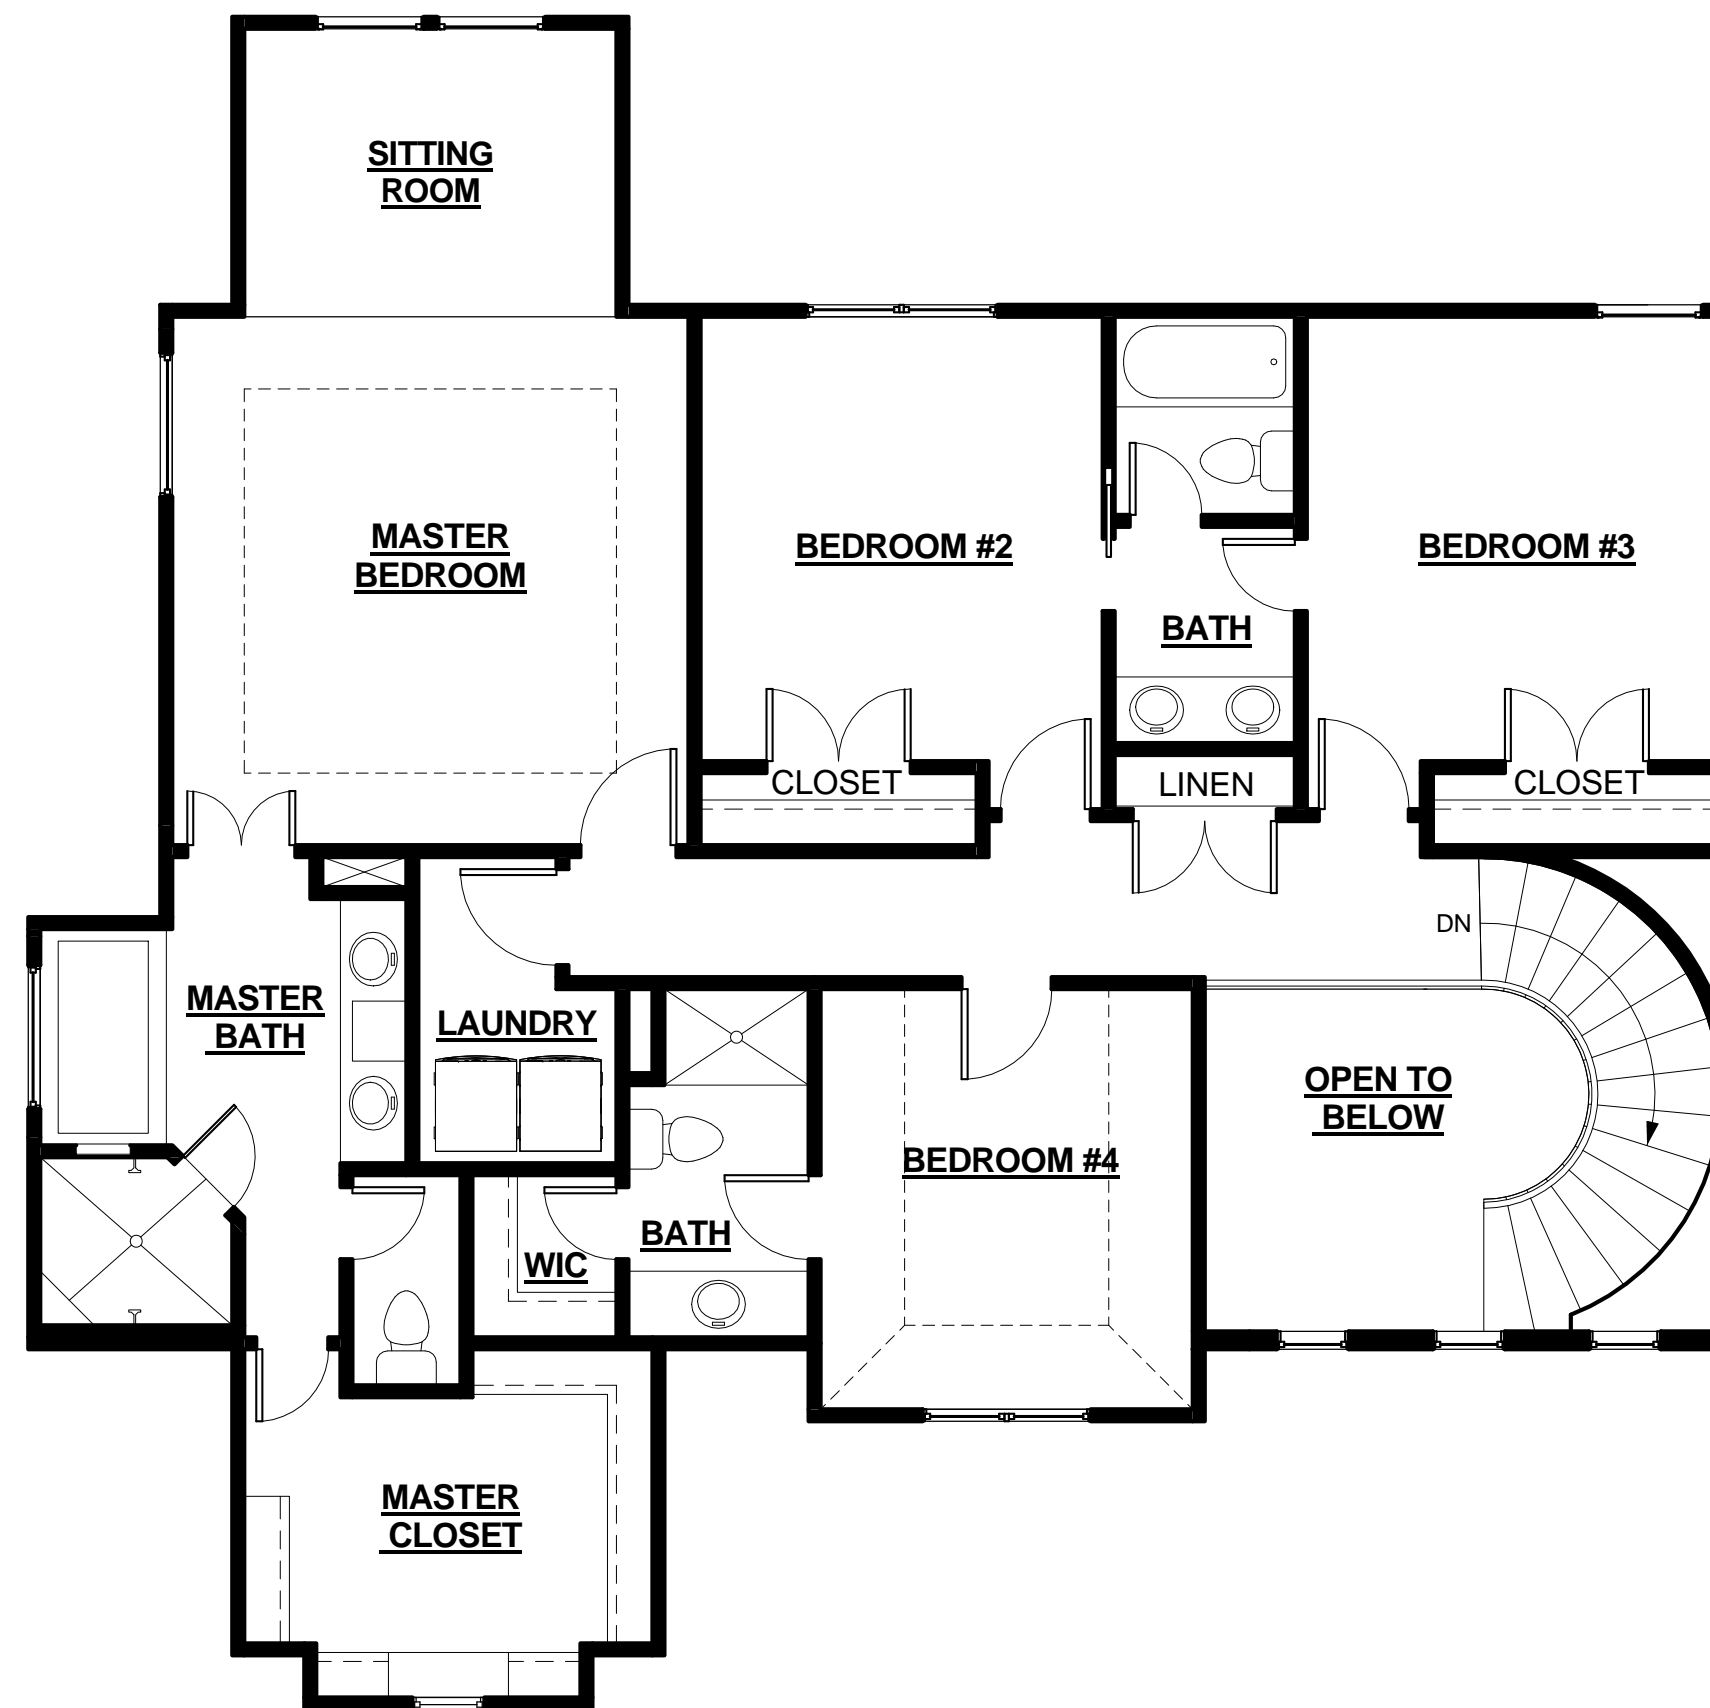 SITTING
ROOM
MASTER
BEDROOM
BEDROOM #2
BEDROOM #3
BATH
CLOSET
LINEN
CLOSET
DN
MASTER
BATH
LAUNDRY
OPEN TO
BELOW
BEDROOM #4
BATH
WIC
MASTER
CLOSET